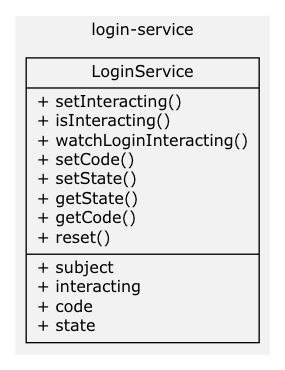 login-service
LoginService
+ setInteracting()
+ isInteracting()
+ watchLoginInteracting()
+ setCode()
+ setState()
+ getState()
+ getCode()
+ reset()
+ subject
+ interacting
+ code
+ state